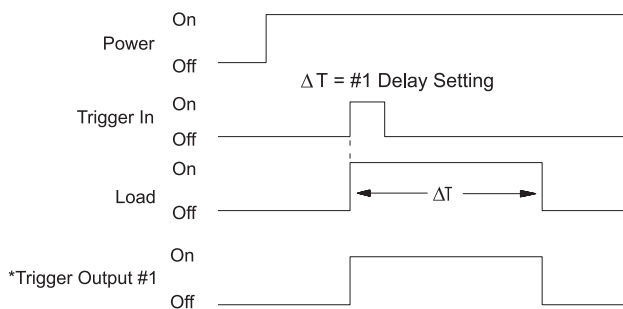 On
Power
Off
Δ T = #1 Delay Setting
On
Trigger In
Off
On
Load
ΔT
Off
On
*Trigger Output #1
Off